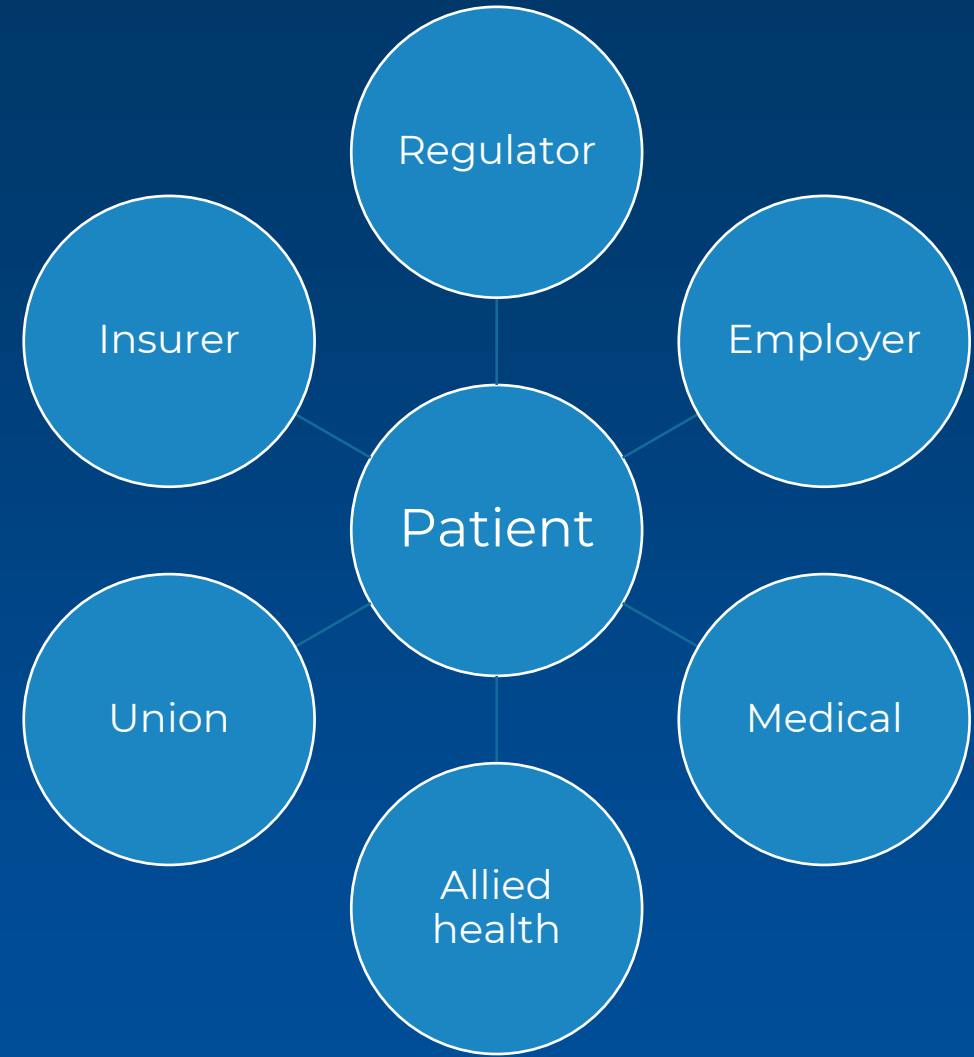 Regulator
Insurer
Employer
Patient
Union
Medical
Allied
health